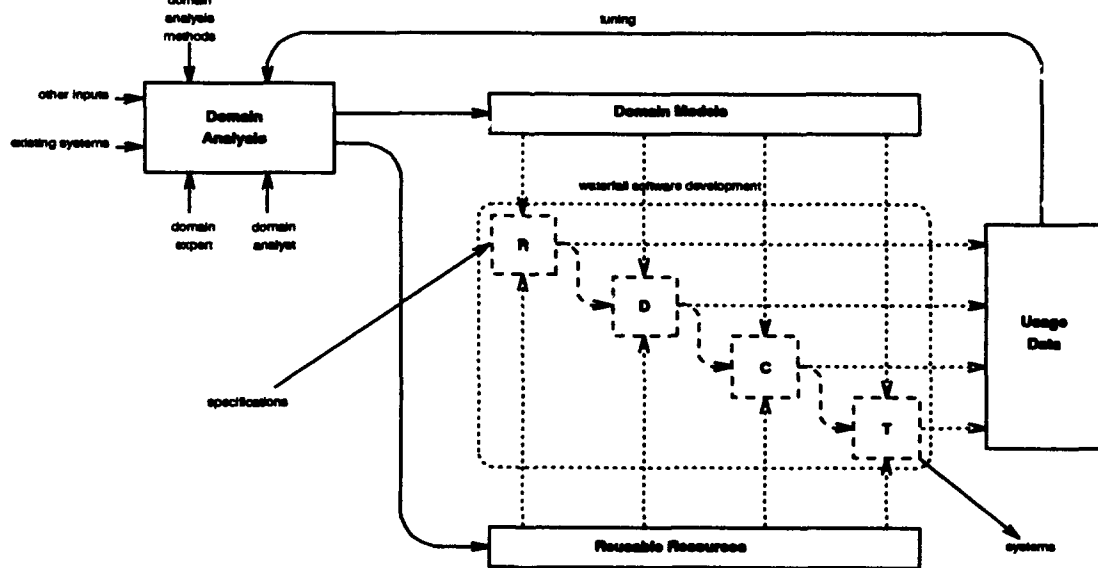 domain
analysis
methods
tuning
other inputs
Domain
Analysis
Domain Models
existing systems
waterfall software development
domain
expert
domain
analyst
R
D
Usage
Data
C
specifications
T
Reusable Resources
systems